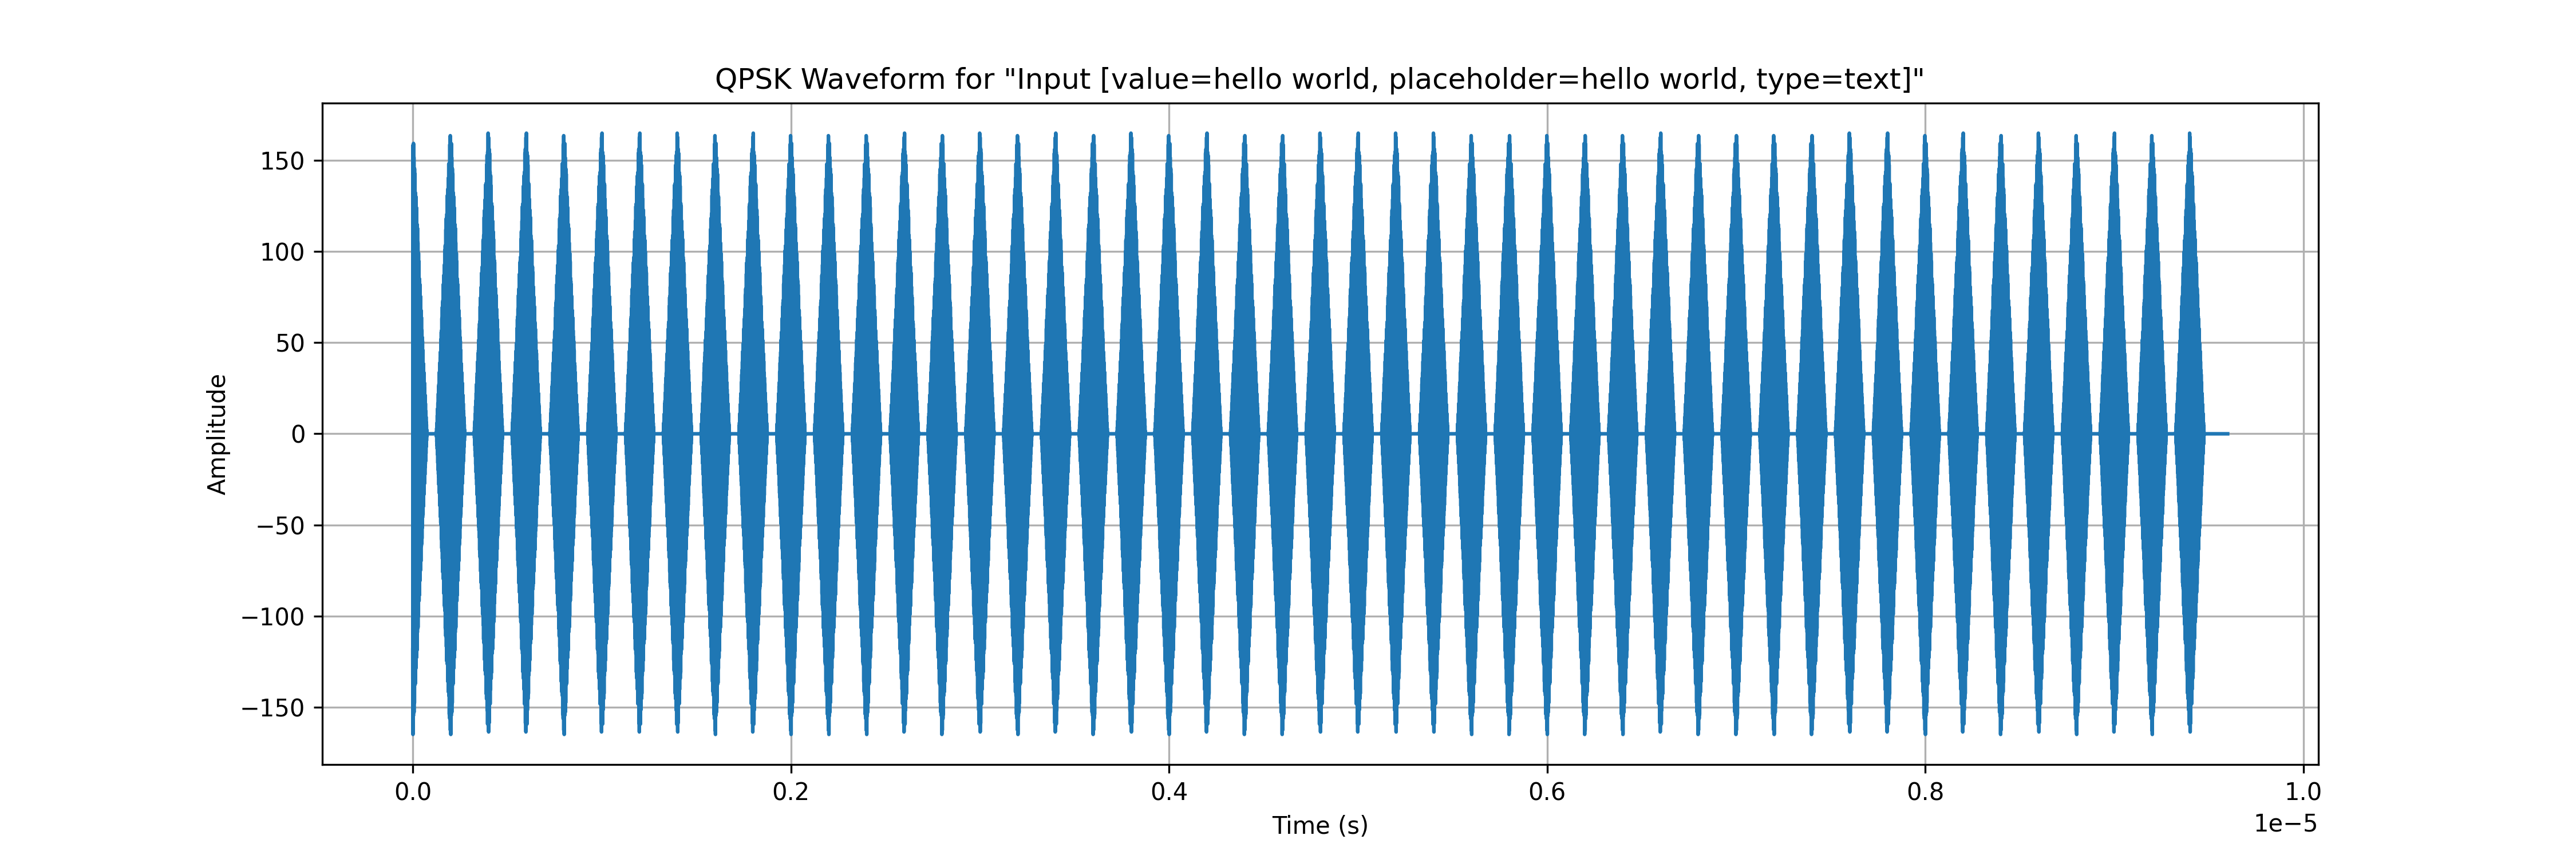 QPSK Waveform for "Input [value=hello world, placeholder=hello world, type=text]"
150
100
50
0
−50
−100
−150
Amplitude
0.0 0.2 0.4 0.6 0.8 1.0
1e−5
Time (s)